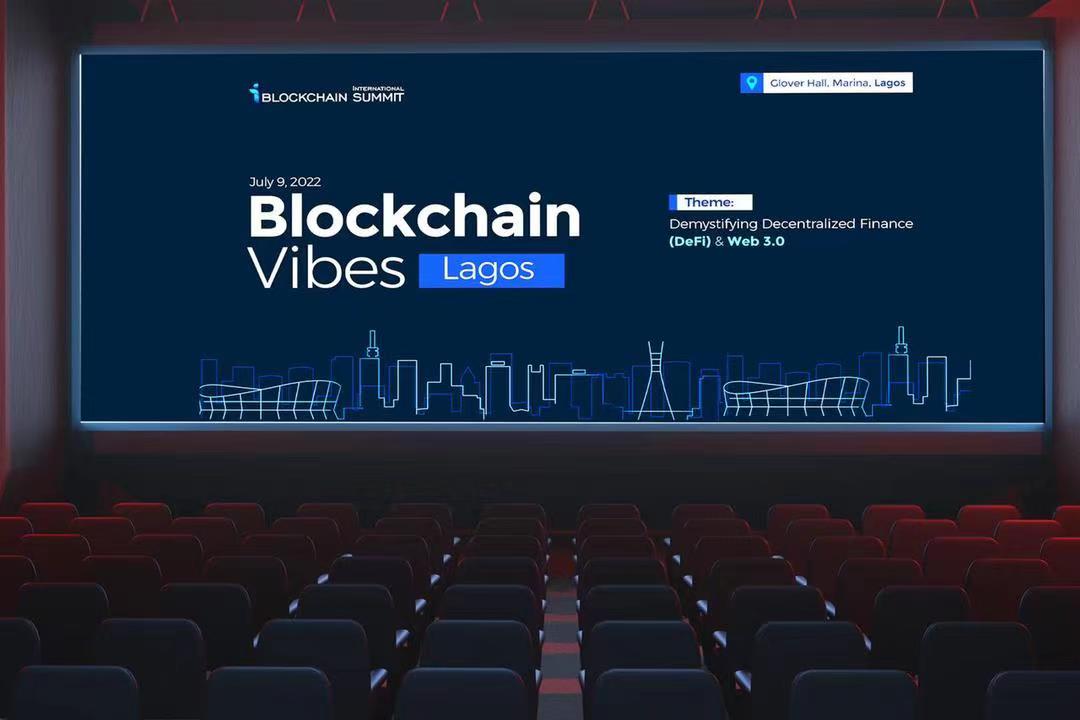 BLOCKCHAIN INTERNATIONAL SUMMIT
Glover Hall, Marina, Lagos
July 9, 2022
Blockchain
Vibes Lagos
Theme:
Demystifying Decentralized Finance
(DeFi) & Web 3.0